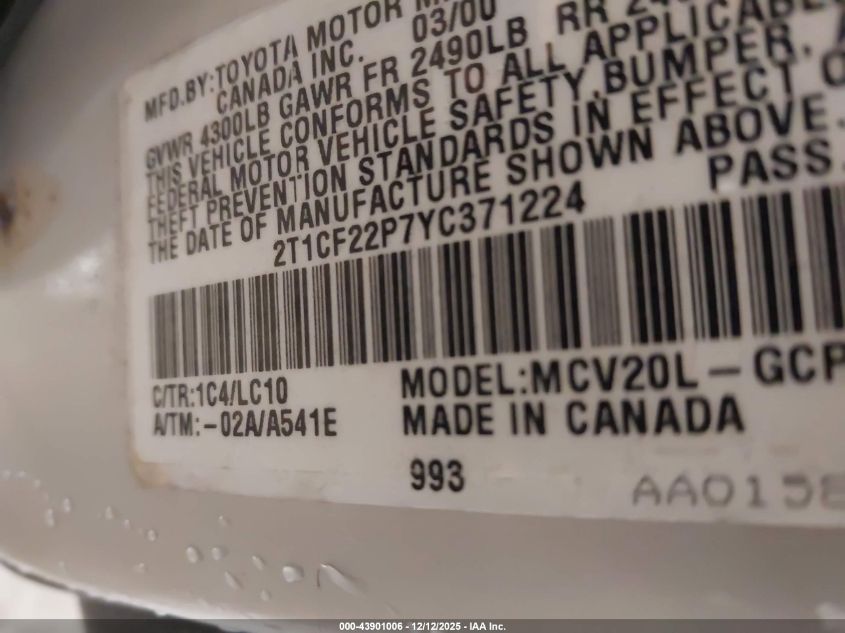 MFD.BY:TOYOTA MOTOR
CANADA INC. 03/00
GVWR 4300LB GAWR FR 2490LB RR
THIS VEHICLE CONFORMS TO ALL APPLICABLE
FEDERAL MOTOR VEHICLE SAFETY,BUMPER,
THEFT PREVENTION STANDARDS IN EFFECT
THE DATE OF MANUFACTURE SHOWN ABOVE.
2T1CF22P7YC371224 PASS.
C/TR:1C4/LC10 MODEL:MCV20L-GCP
A/TM:-02A/A541E MADE IN CANADA
993
AA0158
000-43901006 - 12/12/2025 - IAA Inc.